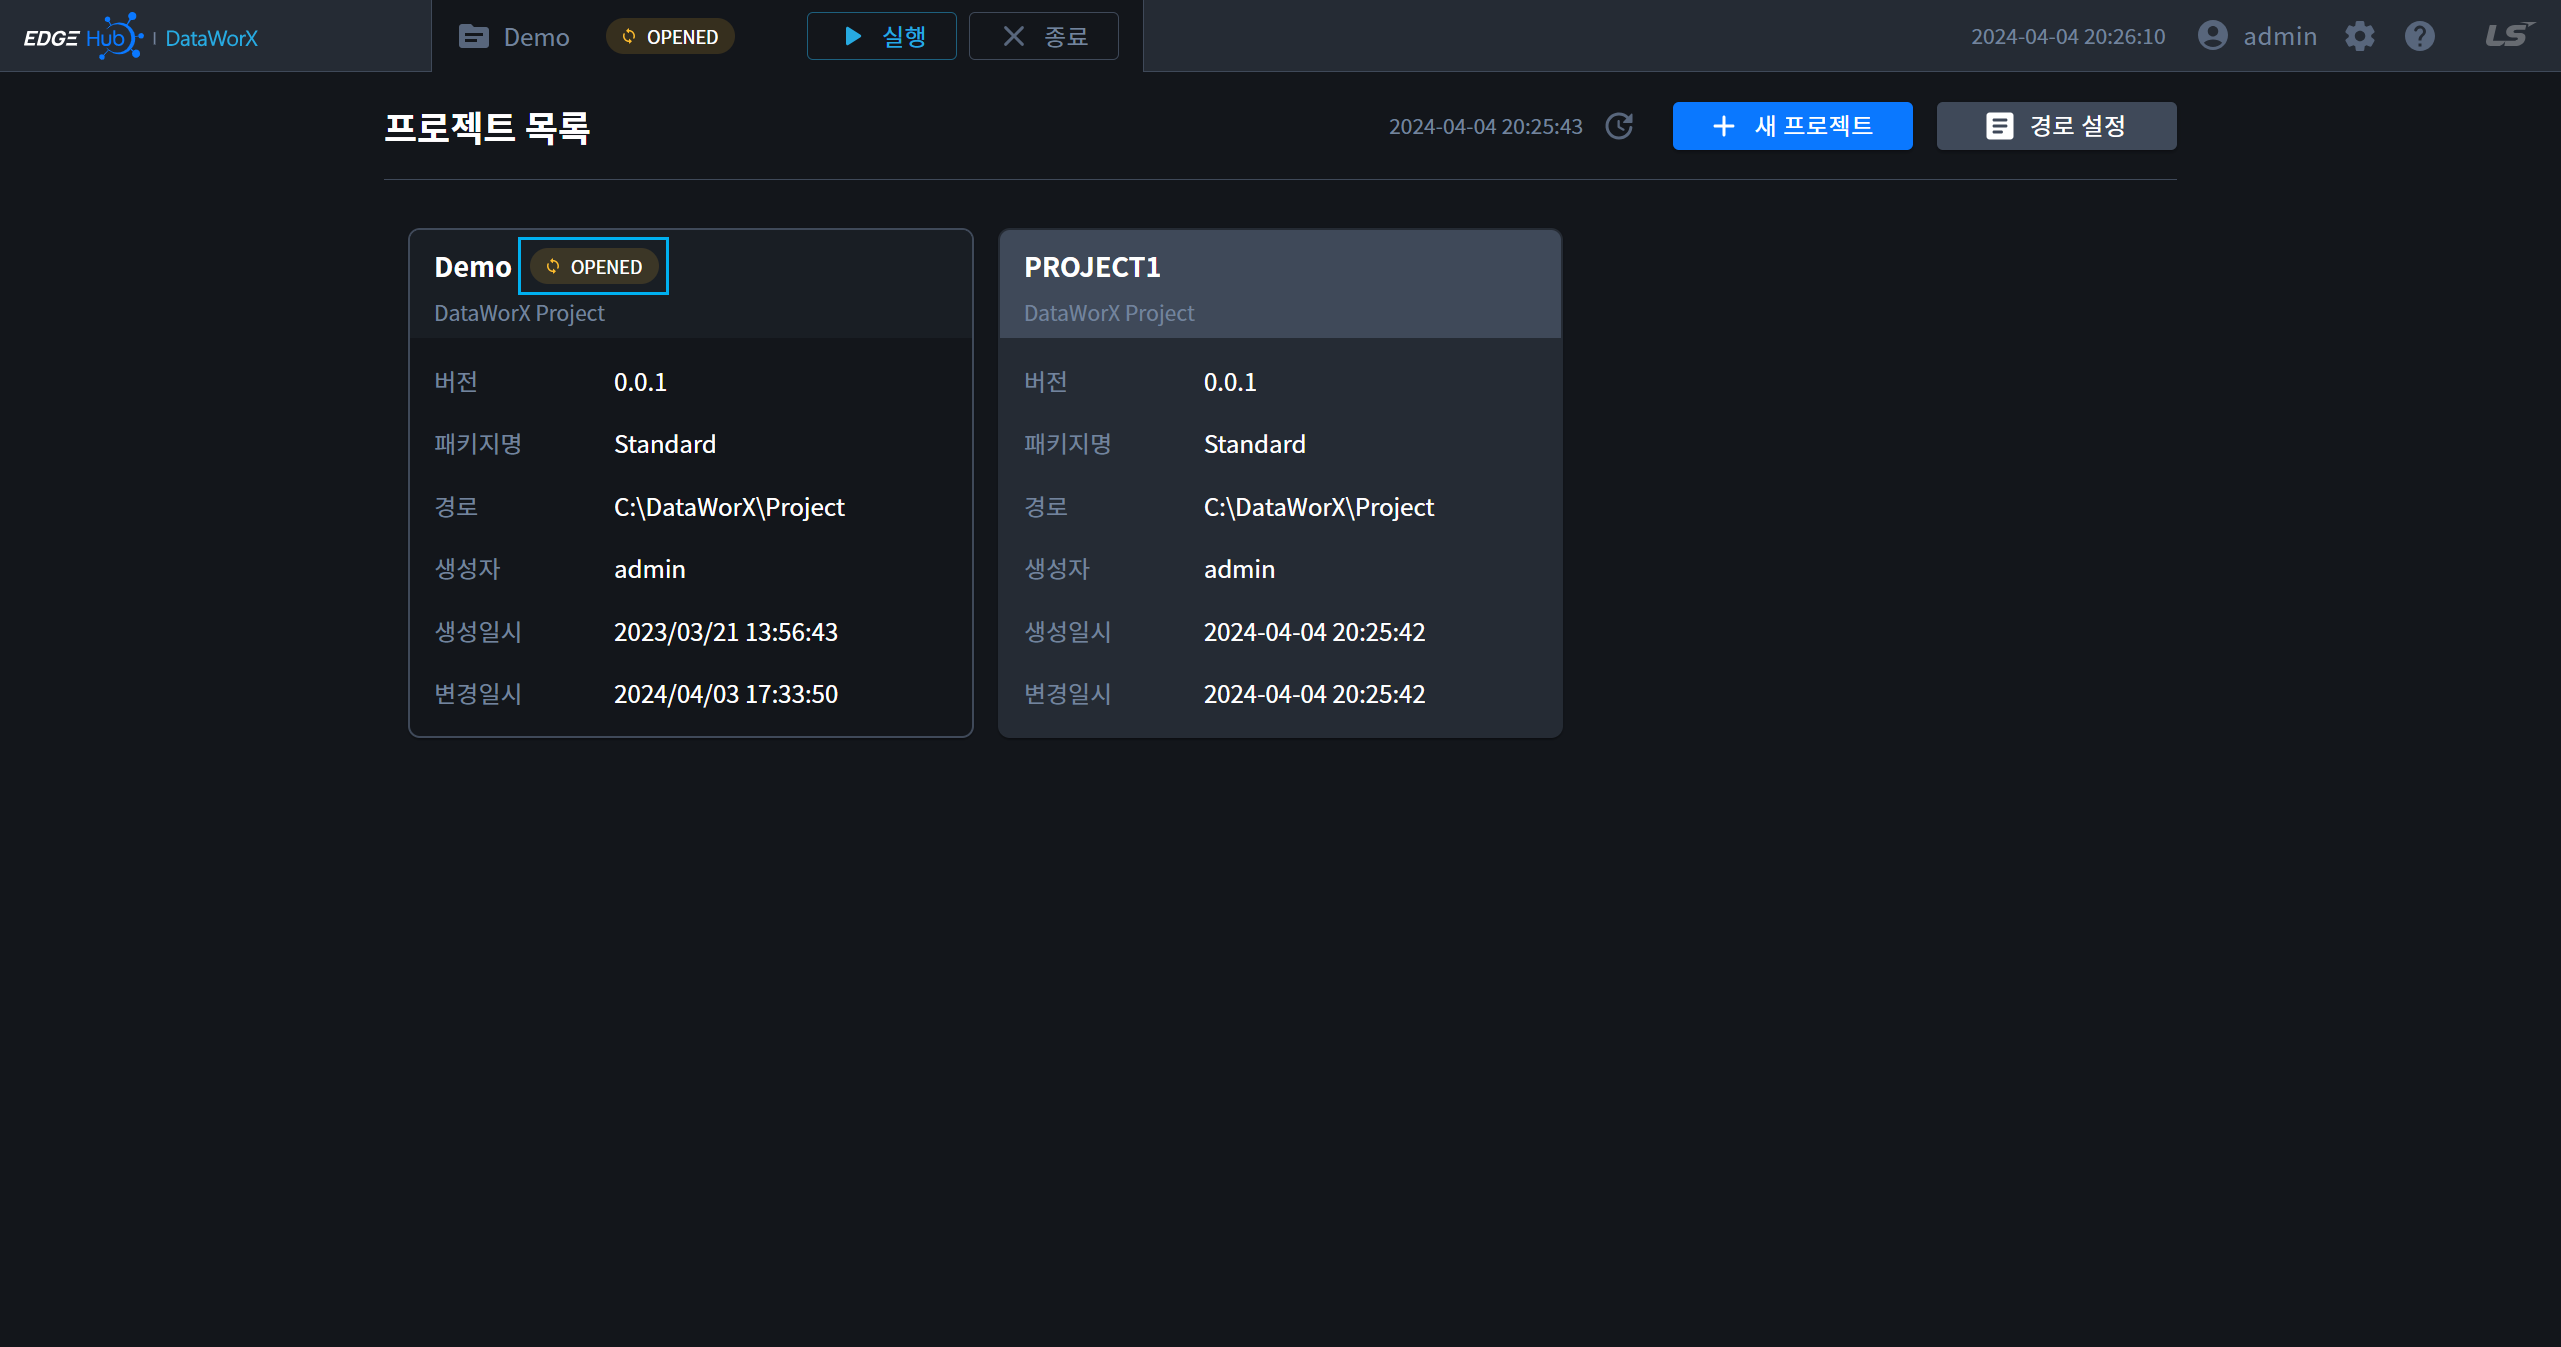 EDGE Hub | DataWorX
Demo
OPENED
실행
종료
2024-04-04 20:26:10
admin
LS
프로젝트 목록
2024-04-04 20:25:43
새 프로젝트
경로 설정
Demo OPENED
DataWorX Project
버전 0.0.1
패키지명 Standard
경로 C:\DataWorX\Project
생성자 admin
생성일시 2023/03/21 13:56:43
변경일시 2024/04/03 17:33:50
PROJECT1
DataWorX Project
버전 0.0.1
패키지명 Standard
경로 C:\DataWorX\Project
생성자 admin
생성일시 2024-04-04 20:25:42
변경일시 2024-04-04 20:25:42